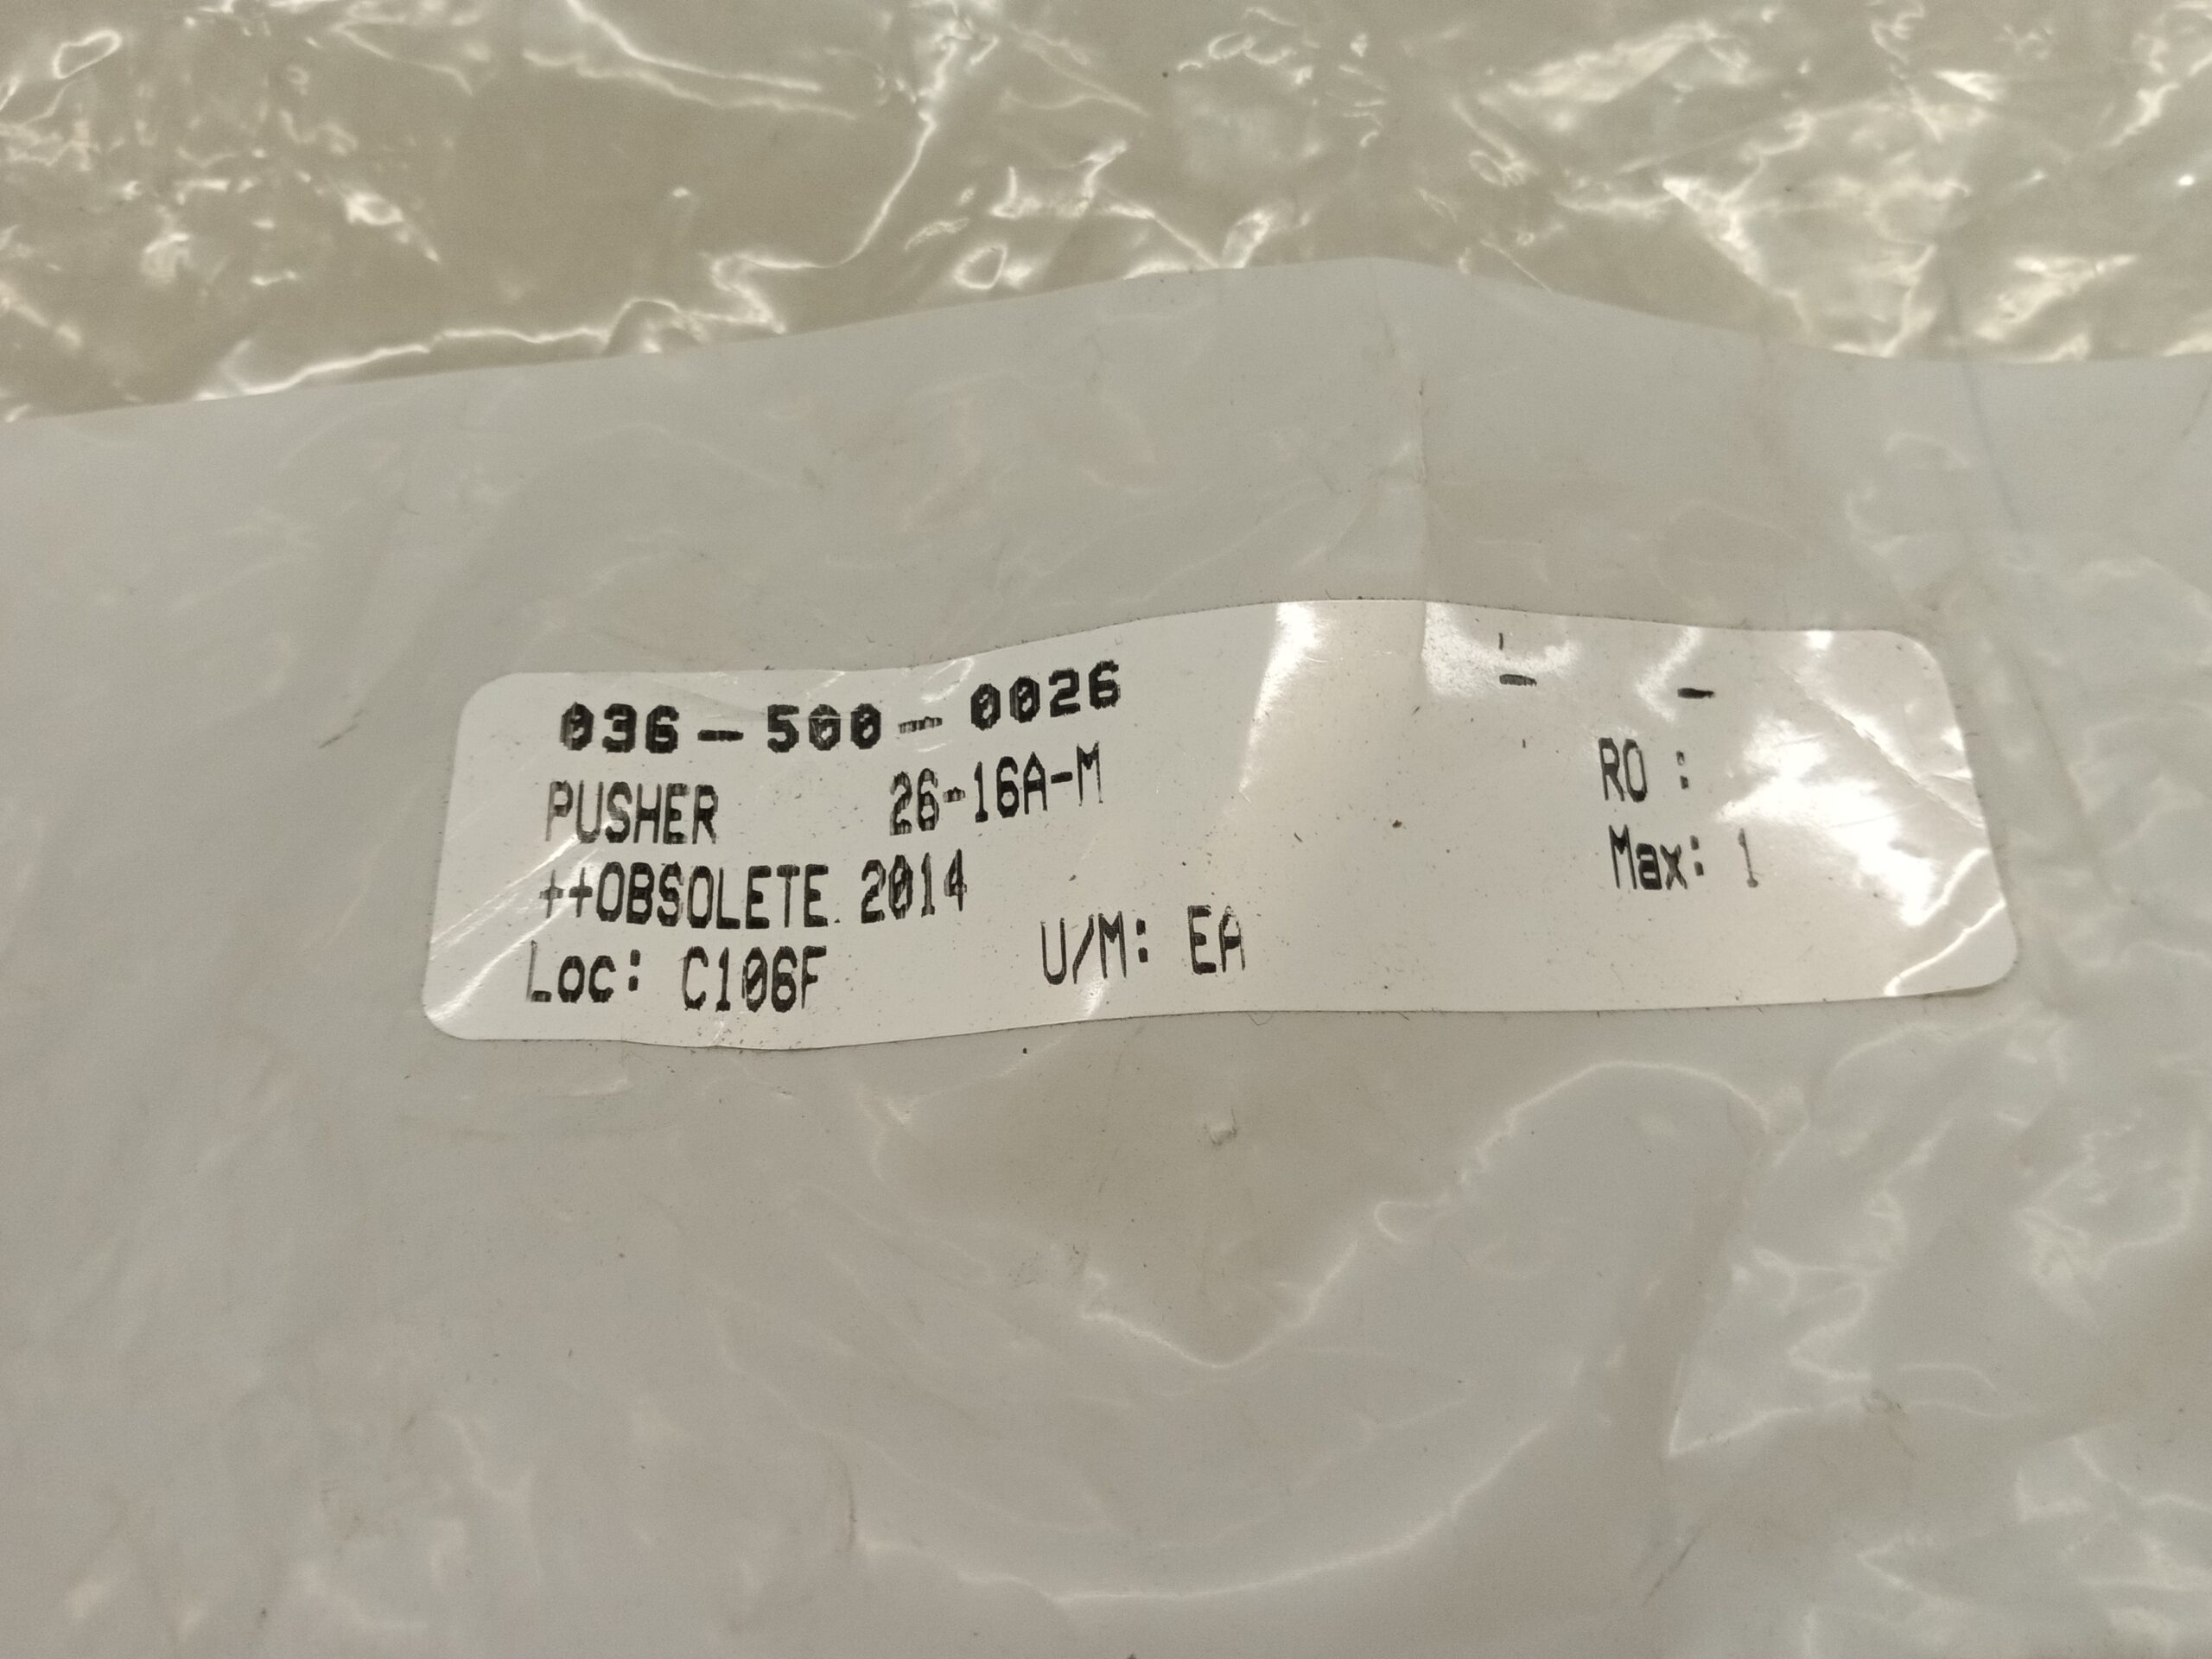 036-500-0026 - -
PUSHER 26-16A-M RO :
++OBSOLETE 2014 Max: 1
Loc: C106F U/M: EA